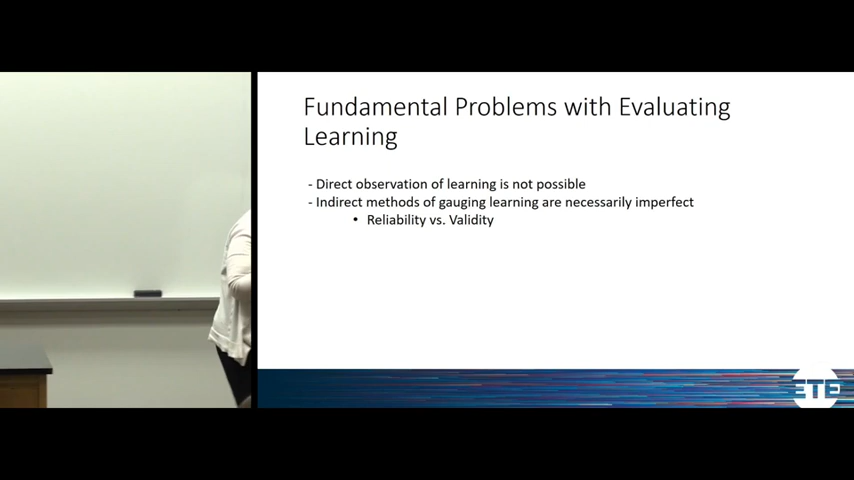 Fundamental Problems with Evaluating
Learning
- Direct observation of learning is not possible
- Indirect methods of gauging learning are necessarily imperfect
• Reliability vs. Validity
ETE